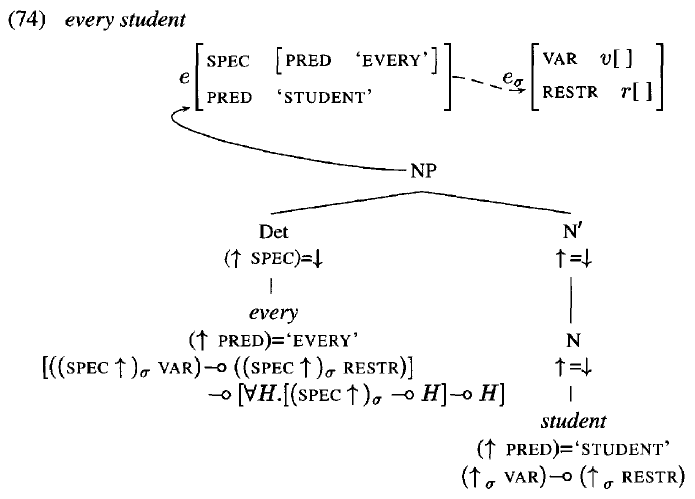 (74) every student
e [SPEC [PRED ‘EVERY’] eσ [VAR v[ ]
PRED ‘STUDENT’] RESTR r[ ]]
NP
Det N′
(↑ SPEC)=↓ ↑=↓
every
(↑ PRED)=‘EVERY’ N
[((SPEC ↑)σ VAR)⊸ ((SPEC ↑)σ RESTR)] ↑=↓
⊸ [∀H.[(SPEC ↑)σ ⊸ H]⊸ H]
student
(↑ PRED)=‘STUDENT’
(↑σ VAR)⊸ (↑σ RESTR)